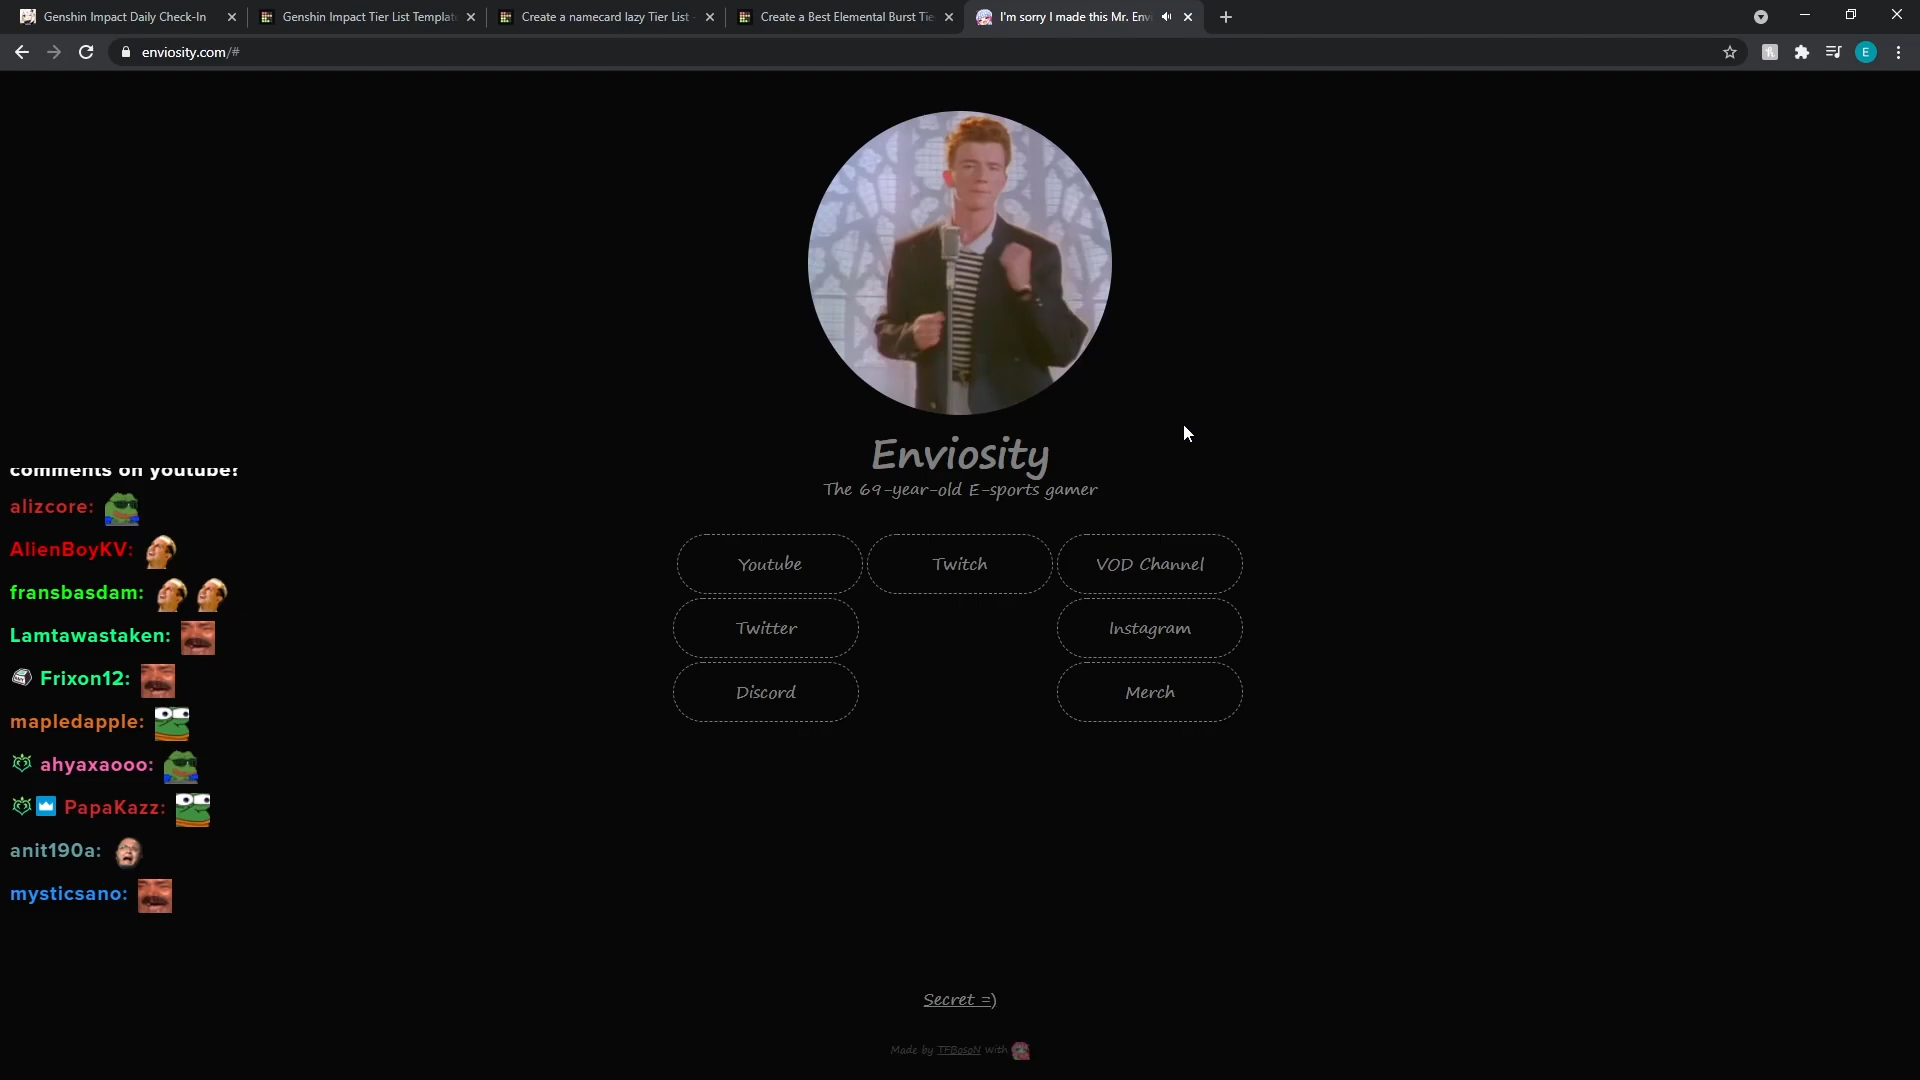 Genshin Impact Daily Check-In
Genshin Impact Tier List Templat
Create a namecard lazy Tier List -
Create a Best Elemental Burst Tie
I'm sorry I made this Mr. Envi
enviosity.com/#
E
Enviosity
The 69-year-old E-sports gamer
Youtube
Twitch
VOD Channel
Twitter
Instagram
Discord
Merch
comments on youtube?
alizcore:
AlienBoyKV:
fransbasdam:
Lamtawastaken:
Frixon12:
mapledapple:
ahyaxaooo:
PapaKazz:
anit190a:
mysticsano:
Secret =)
Made by TFBosoN with